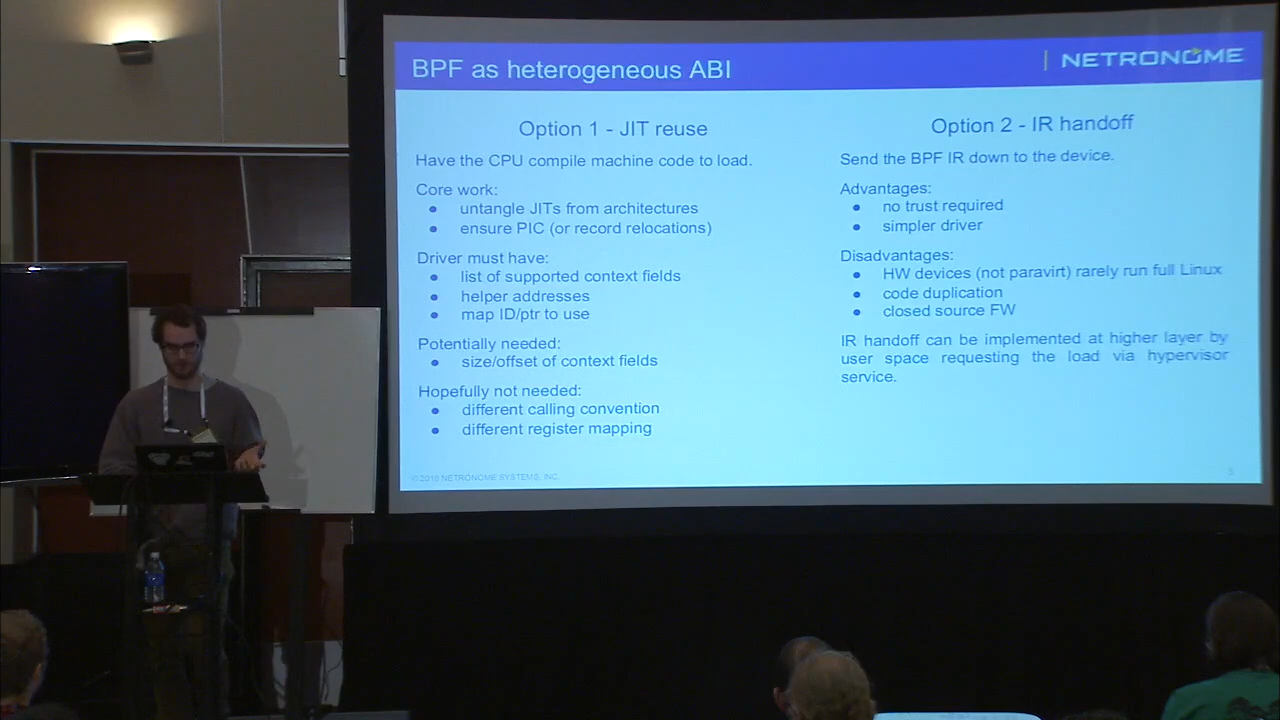 BPF as heterogeneous ABI
NETRONOME
Option 1 - JIT reuse
Have the CPU compile machine code to load.
Core work:
● untangle JITs from architectures
● ensure PIC (or record relocations)
Driver must have:
● list of supported context fields
● helper addresses
● map ID/ptr to use
Potentially needed:
● size/offset of context fields
Hopefully not needed:
● different calling convention
● different register mapping
Option 2 - IR handoff
Send the BPF IR down to the device.
Advantages:
● no trust required
● simpler driver
Disadvantages:
● HW devices (not paravirt) rarely run full Linux
● code duplication
● closed source FW
IR handoff can be implemented at higher layer by
user space requesting the load via hypervisor
service.
© 2018 NETRONOME SYSTEMS, INC.